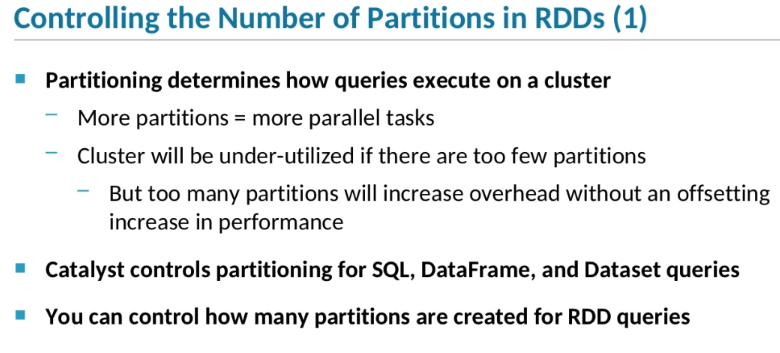 Controlling the Number of Partitions in RDDs (1)
Partitioning determines how queries execute on a cluster
More partitions = more parallel tasks
Cluster will be under-utilized if there are too few partitions
But too many partitions will increase overhead without an offsetting
increase in performance
Catalyst controls partitioning for SQL, DataFrame, and Dataset queries
You can control how many partitions are created for RDD queries